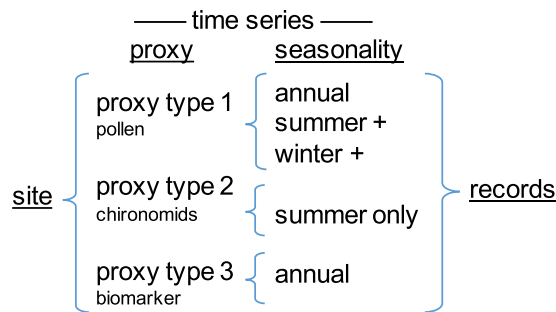 time series
proxy seasonality
proxy type 1
pollen
annual
summer +
winter +
site
proxy type 2
chironomids
summer only
records
proxy type 3
biomarker
annual